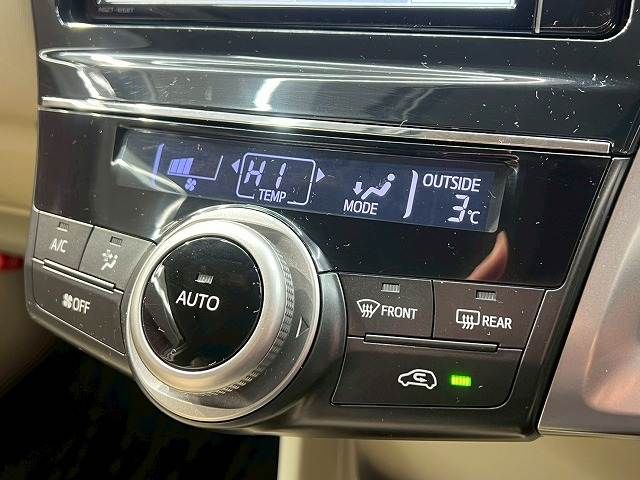 HI
TEMP
MODE
OUTSIDE
3℃
A/C
OFF
AUTO
FRONT
REAR